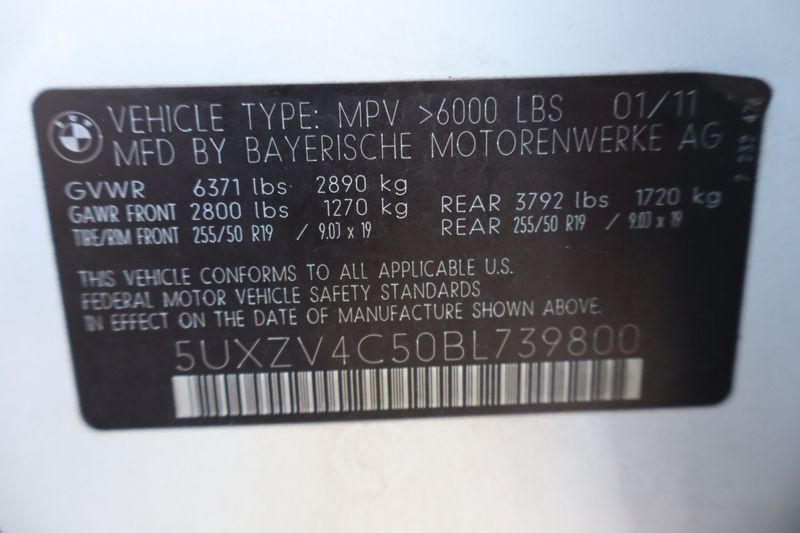 BMW
VEHICLE TYPE: MPV >6000 LBS 01/11
MFD BY BAYERISCHE MOTORENWERKE AG
GVWR 6371 lbs 2890 kg
GAWR FRONT 2800 lbs 1270 kg REAR 3792 lbs 1720 kg
TIRE/RIM FRONT 255/50 R19 / 9.0J x 19 REAR 255/50 R19 / 9.0J x 19
THIS VEHICLE CONFORMS TO ALL APPLICABLE U.S.
FEDERAL MOTOR VEHICLE SAFETY STANDARDS
IN EFFECT ON THE DATE OF MANUFACTURE SHOWN ABOVE.
5UXZV4C50BL739800